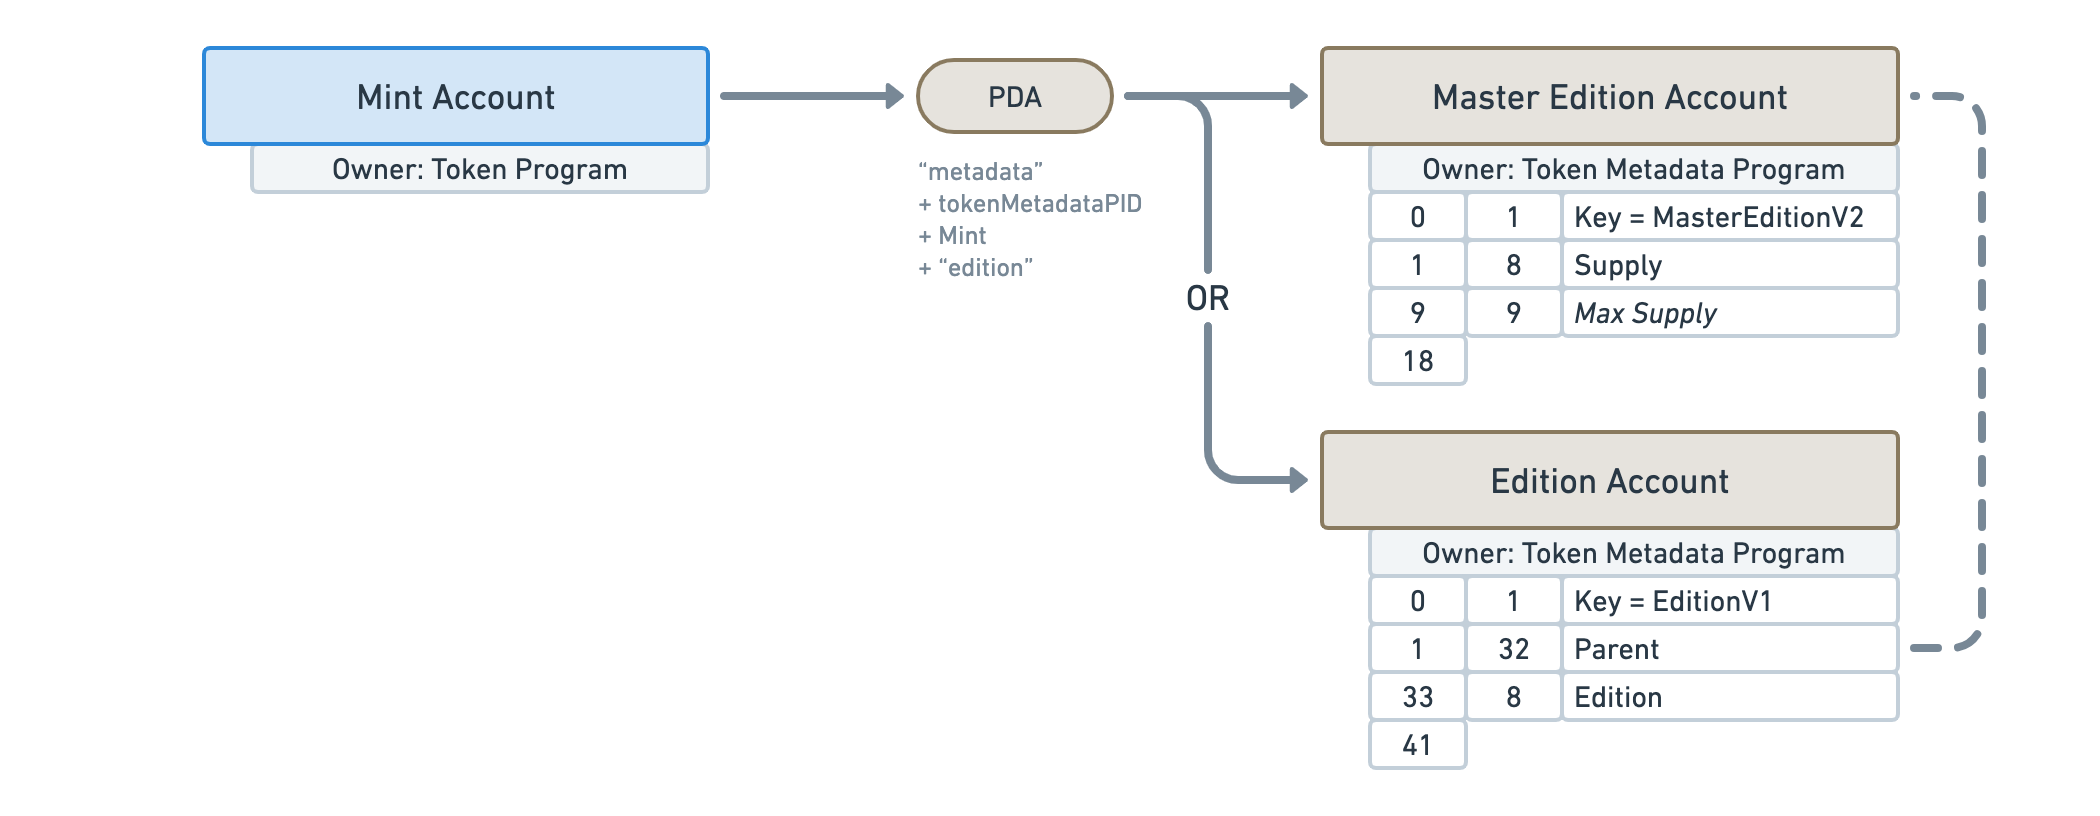 Mint Account
Owner: Token Program
PDA
“metadata”
+ tokenMetadataPID
+ Mint
+ “edition”
OR
Master Edition Account
Owner: Token Metadata Program
0 1 Key = MasterEditionV2
1 8 Supply
9 9 Max Supply
18
Edition Account
Owner: Token Metadata Program
0 1 Key = EditionV1
1 32 Parent
33 8 Edition
41